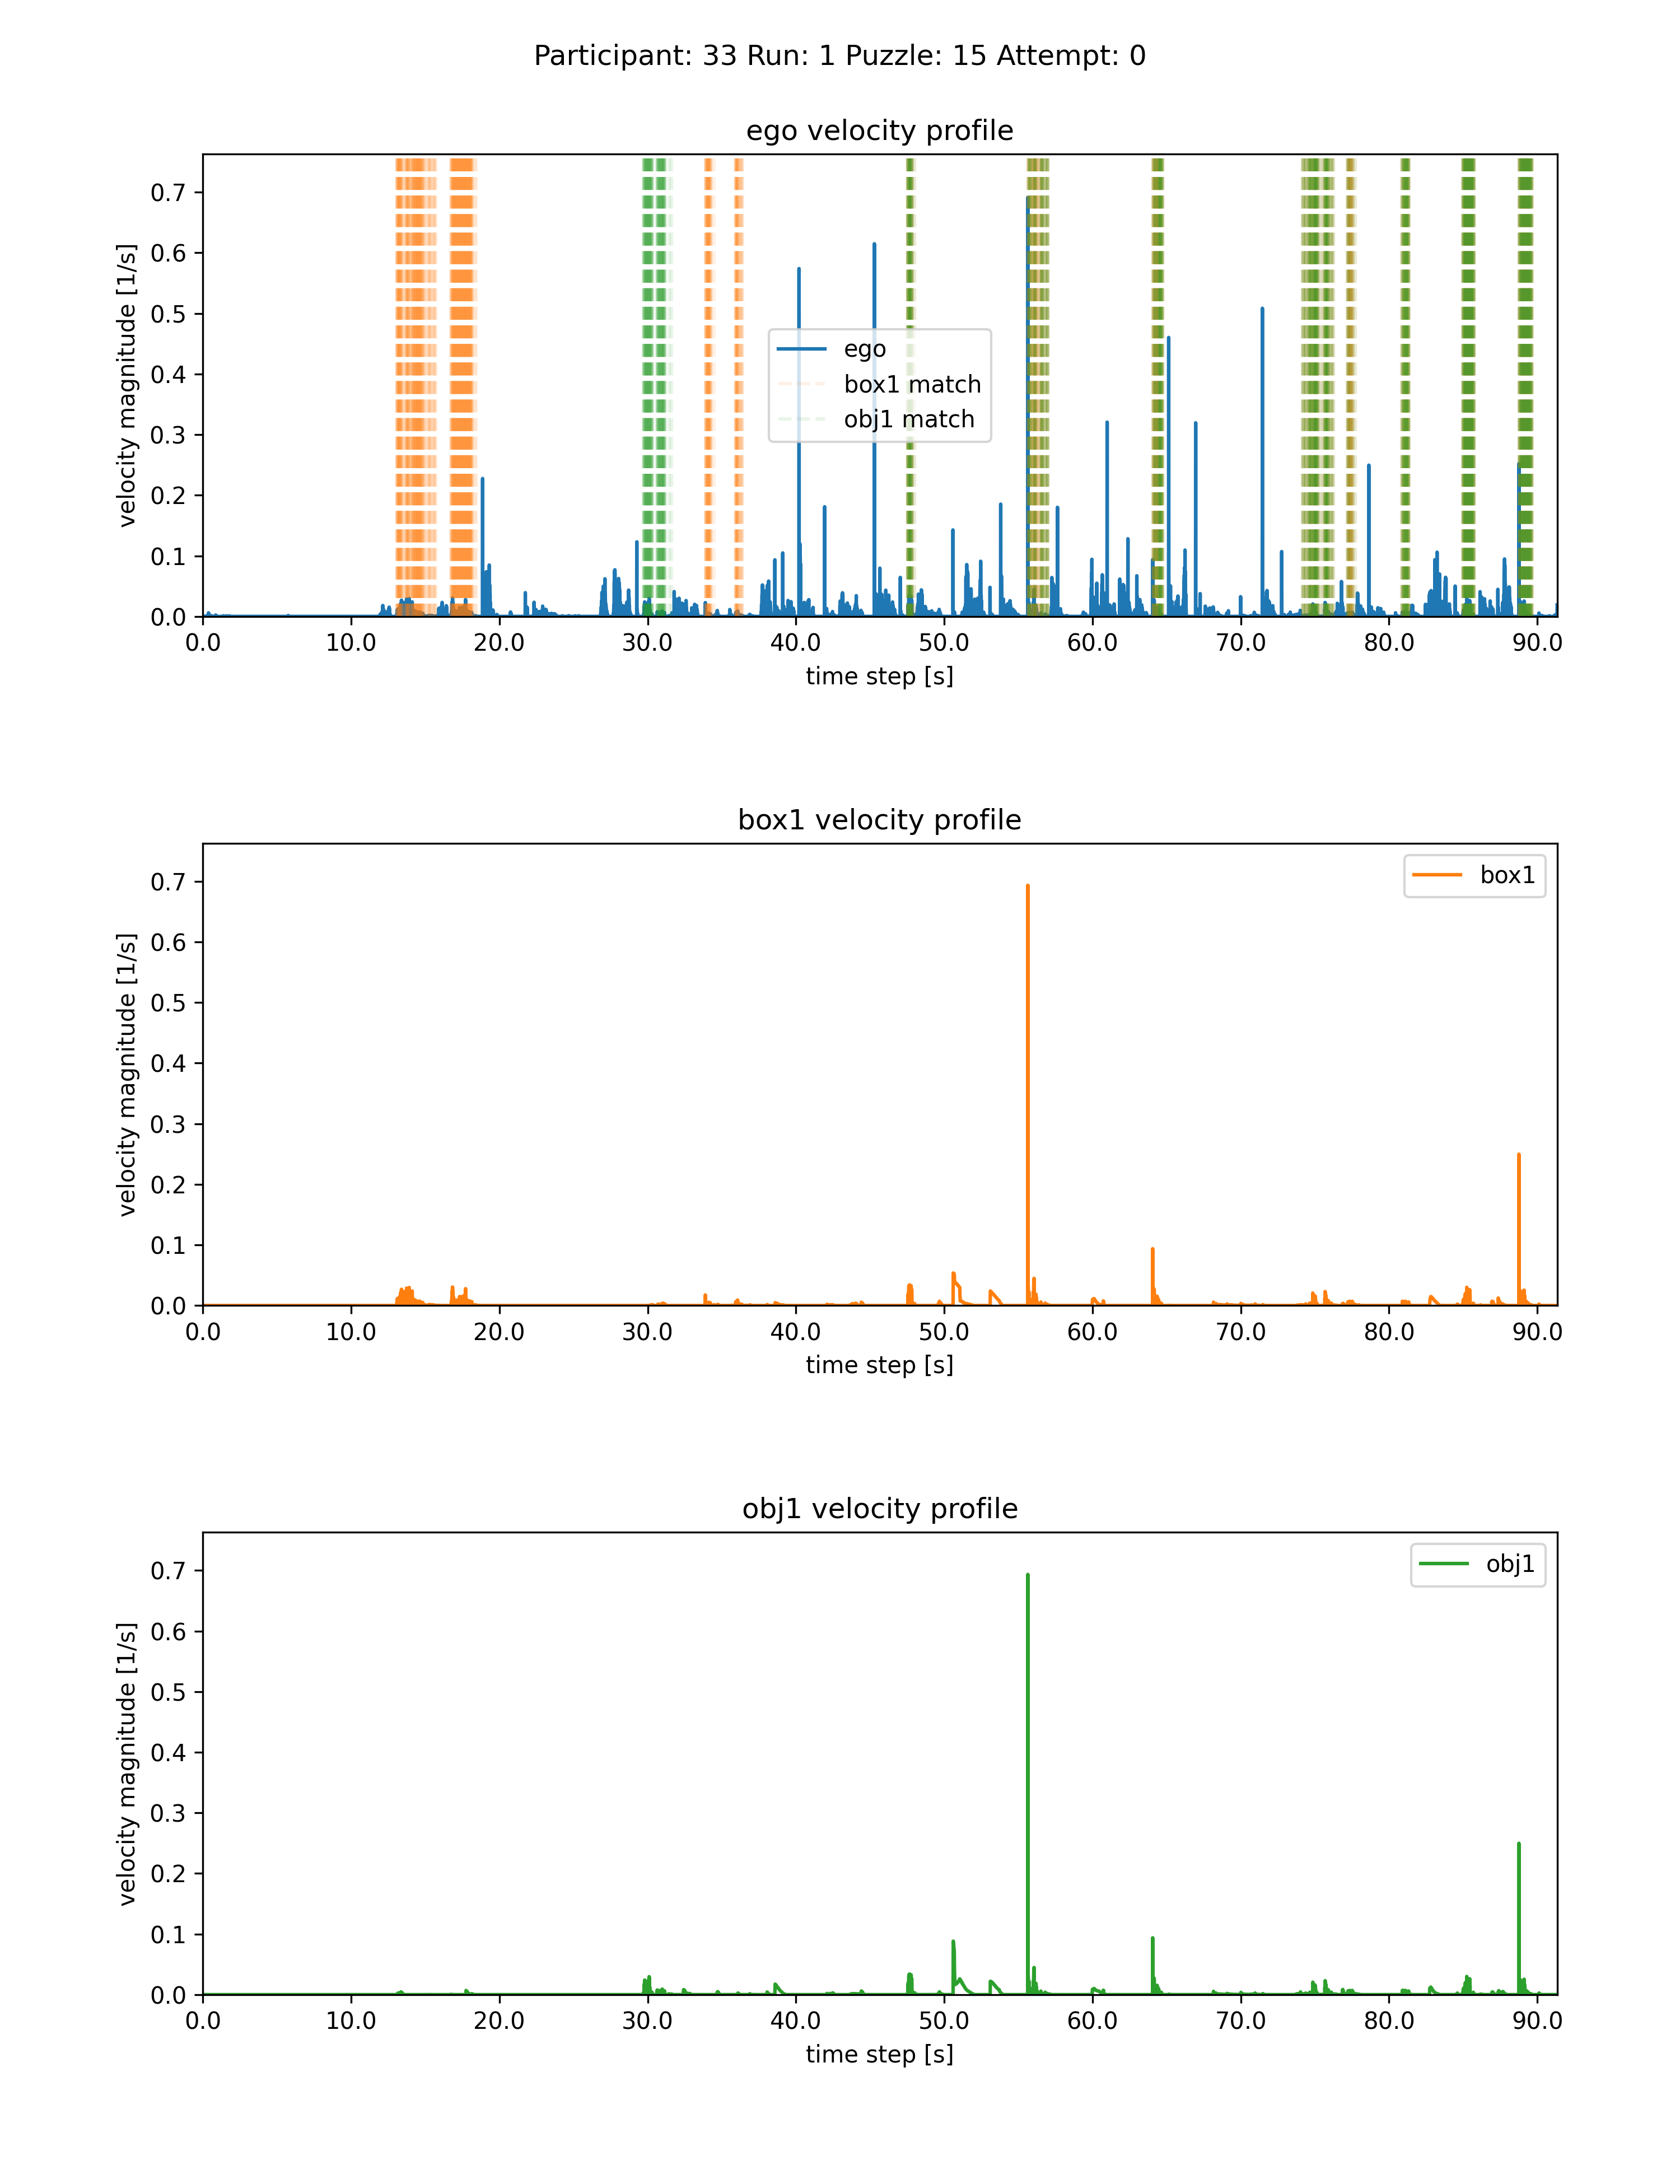 Participant: 33 Run: 1 Puzzle: 15 Attempt: 0
ego velocity profile
velocity magnitude [1/s]
0.7
0.6
0.5
0.4
0.3
0.2
0.1
0.0
ego
box1 match
obj1 match
0.0 10.0 20.0 30.0 40.0 50.0 60.0 70.0 80.0 90.0
time step [s]
box1 velocity profile
velocity magnitude [1/s]
0.7
0.6
0.5
0.4
0.3
0.2
0.1
0.0
box1
0.0 10.0 20.0 30.0 40.0 50.0 60.0 70.0 80.0 90.0
time step [s]
obj1 velocity profile
velocity magnitude [1/s]
0.7
0.6
0.5
0.4
0.3
0.2
0.1
0.0
obj1
0.0 10.0 20.0 30.0 40.0 50.0 60.0 70.0 80.0 90.0
time step [s]